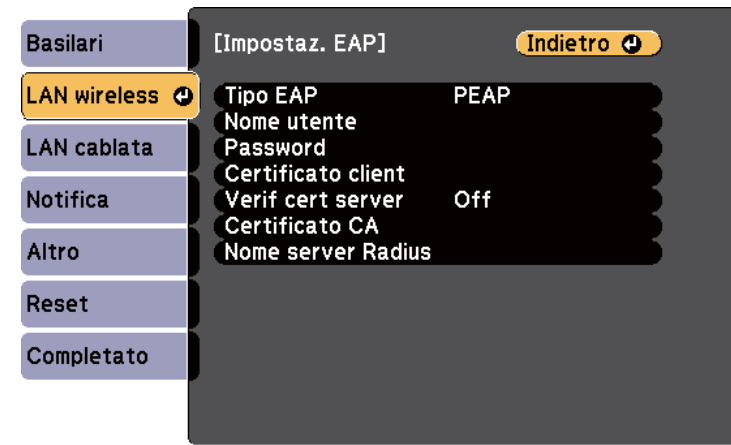 Basilari
[Impostaz. EAP]
Indietro
LAN wireless
Tipo EAP PEAP
Nome utente
LAN cablata
Password
Certificato client
Notifica
Verif cert server Off
Certificato CA
Altro
Nome server Radius
Reset
Completato